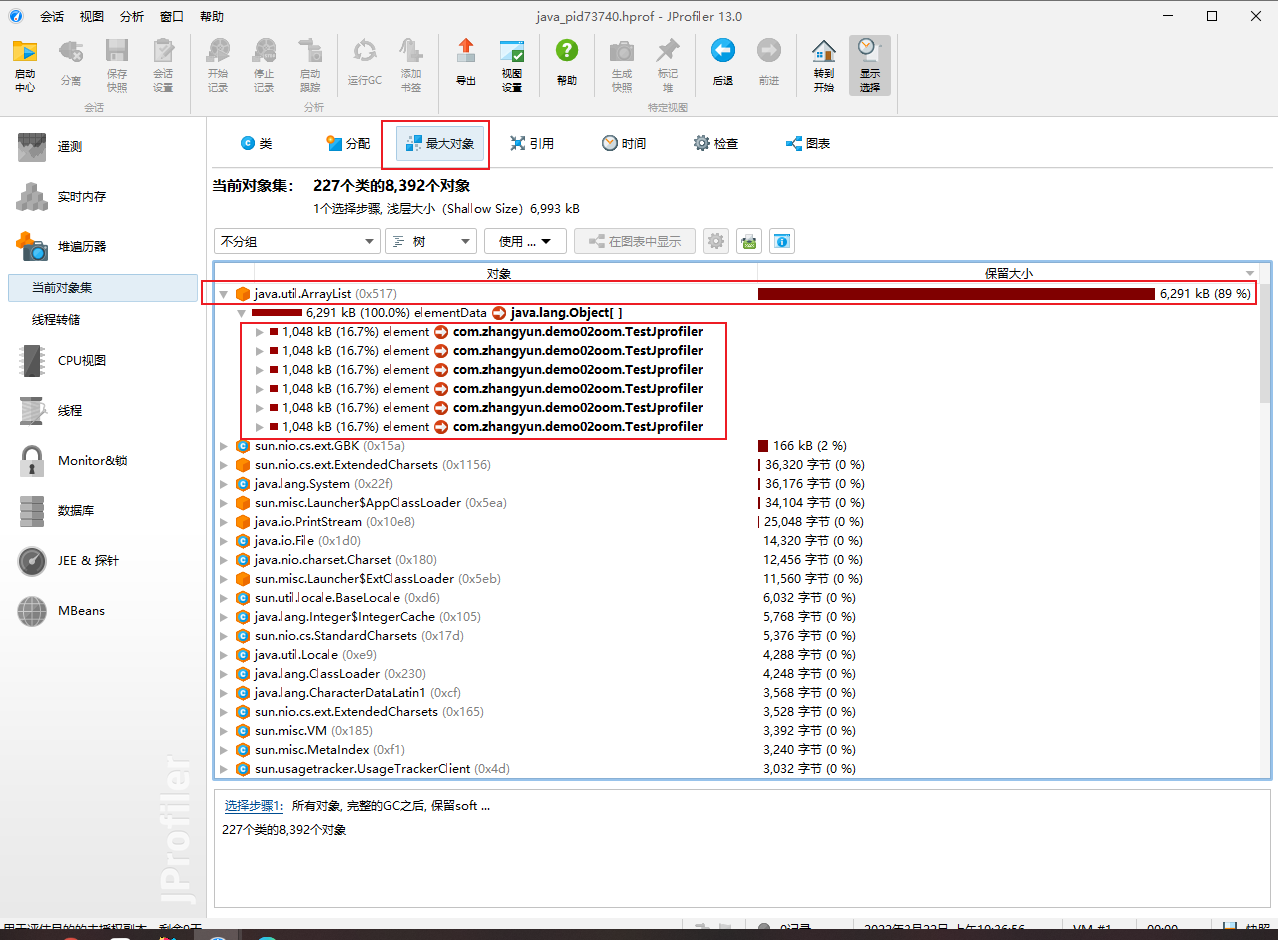 java_pid73740.hprof - JProfiler 13.0
会话 视图 分析 窗口 帮助
启动中心 分离 保存快照 会话设置 开始记录 停止记录 启动跟踪 运行GC 添加书签 导出 视图设置 帮助 生成快照 标记堆 后退 前进 转到开始 显示选择
会话 分析 特定视图
遥测
实时内存
堆遍历器
当前对象集
线程转储
CPU视图
线程
Monitor&锁
数据库
JEE & 探针
MBeans
JProfiler
类 分配 最大对象 引用 时间 检查 图表
当前对象集: 227个类的8,392个对象
1个选择步骤, 浅层大小（Shallow Size）6,993 kB
不分组 树 使用 ... 在图表中显示
对象 保留大小
java.util.ArrayList (0x517) 6,291 kB (89 %)
6,291 kB (100.0%) elementData java.lang.Object[ ]
1,048 kB (16.7%) element com.zhangyun.demo02oom.TestJprofiler
1,048 kB (16.7%) element com.zhangyun.demo02oom.TestJprofiler
1,048 kB (16.7%) element com.zhangyun.demo02oom.TestJprofiler
1,048 kB (16.7%) element com.zhangyun.demo02oom.TestJprofiler
1,048 kB (16.7%) element com.zhangyun.demo02oom.TestJprofiler
1,048 kB (16.7%) element com.zhangyun.demo02oom.TestJprofiler
sun.nio.cs.ext.GBK (0x15a) 166 kB (2 %)
sun.nio.cs.ext.ExtendedCharsets (0x1156) 36,320 字节 (0 %)
java.lang.System (0x22f) 36,176 字节 (0 %)
sun.misc.Launcher$AppClassLoader (0x5ea) 34,104 字节 (0 %)
java.io.PrintStream (0x10e8) 25,048 字节 (0 %)
java.io.File (0x1d0) 14,320 字节 (0 %)
java.nio.charset.Charset (0x180) 12,456 字节 (0 %)
sun.misc.Launcher$ExtClassLoader (0x5eb) 11,560 字节 (0 %)
sun.util.locale.BaseLocale (0xd6) 6,032 字节 (0 %)
java.lang.Integer$IntegerCache (0x105) 5,768 字节 (0 %)
sun.nio.cs.StandardCharsets (0x17d) 5,376 字节 (0 %)
java.util.Locale (0xe9) 4,288 字节 (0 %)
java.lang.ClassLoader (0x230) 4,248 字节 (0 %)
java.lang.CharacterDataLatin1 (0xcf) 3,568 字节 (0 %)
sun.nio.cs.ext.ExtendedCharsets (0x165) 3,528 字节 (0 %)
sun.misc.VM (0x185) 3,392 字节 (0 %)
sun.misc.MetaIndex (0xf1) 3,240 字节 (0 %)
sun.usagetracker.UsageTrackerClient (0x4d) 3,032 字节 (0 %)
选择步骤1: 所有对象, 完整的GC之后, 保留soft ...
227个类的8,392个对象
0记录 VM #1 00:00 快照